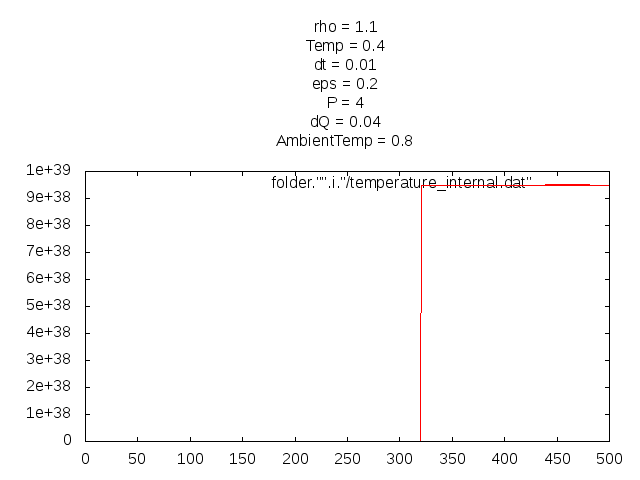 rho = 1.1
Temp = 0.4
dt = 0.01
eps = 0.2
P = 4
dQ = 0.04
AmbientTemp = 0.8
1e+39
folder."".i."/temperature_internal.dat"
9e+38
8e+38
7e+38
6e+38
5e+38
4e+38
3e+38
2e+38
1e+38
0
0 50 100 150 200 250 300 350 400 450 500